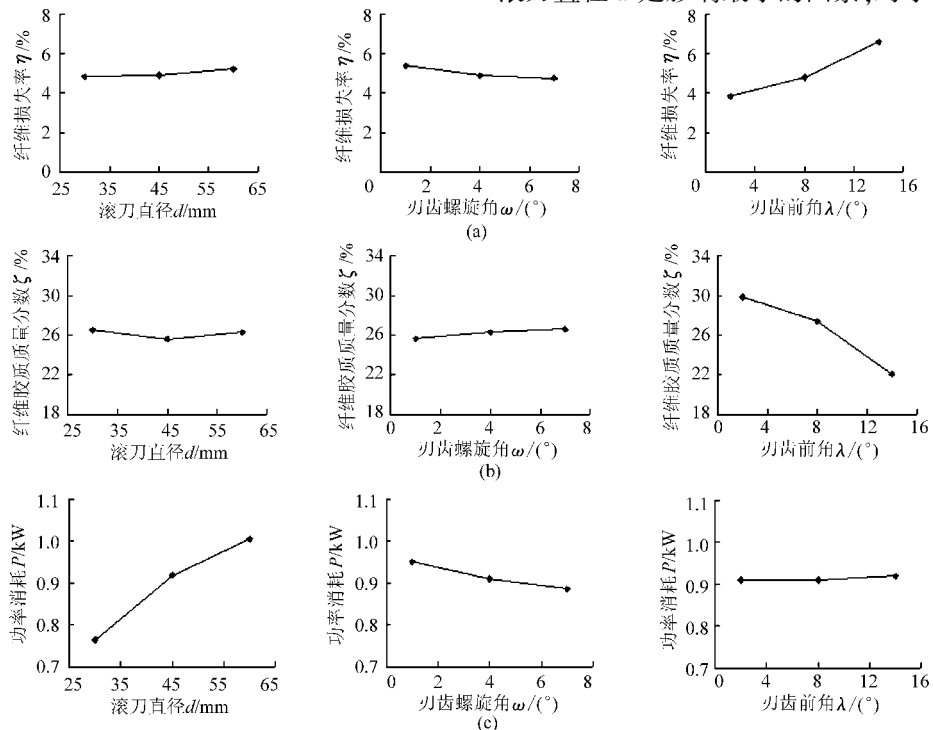 纤维损失率η/%
8
6
4
2
0
25 35 45 55 65
滚刀直径d/mm
纤维损失率η/%
8
6
4
2
0 2 4 6 8
刃齿螺旋角ω/(°)
纤维损失率η/%
8
6
4
2
0 4 8 12 16
刃齿前角λ/(°)
(a)
纤维胶质质量分数ζ/%
34
30
26
22
18
25 35 45 55 65
滚刀直径d/mm
纤维胶质质量分数ζ/%
34
30
26
22
18
0 2 4 6 8
刃齿螺旋角ω/(°)
纤维胶质质量分数ζ/%
34
30
26
22
18
0 4 8 12 16
刃齿前角λ/(°)
(b)
功率消耗P/kW
1.1
1.0
0.9
0.8
0.7
25 35 45 55 65
滚刀直径d/mm
功率消耗P/kW
1.1
1.0
0.9
0.8
0.7
0 2 4 6 8
刃齿螺旋角ω/(°)
功率消耗P/kW
1.1
1.0
0.9
0.8
0.7
0 4 8 12 16
刃齿前角λ/(°)
(c)